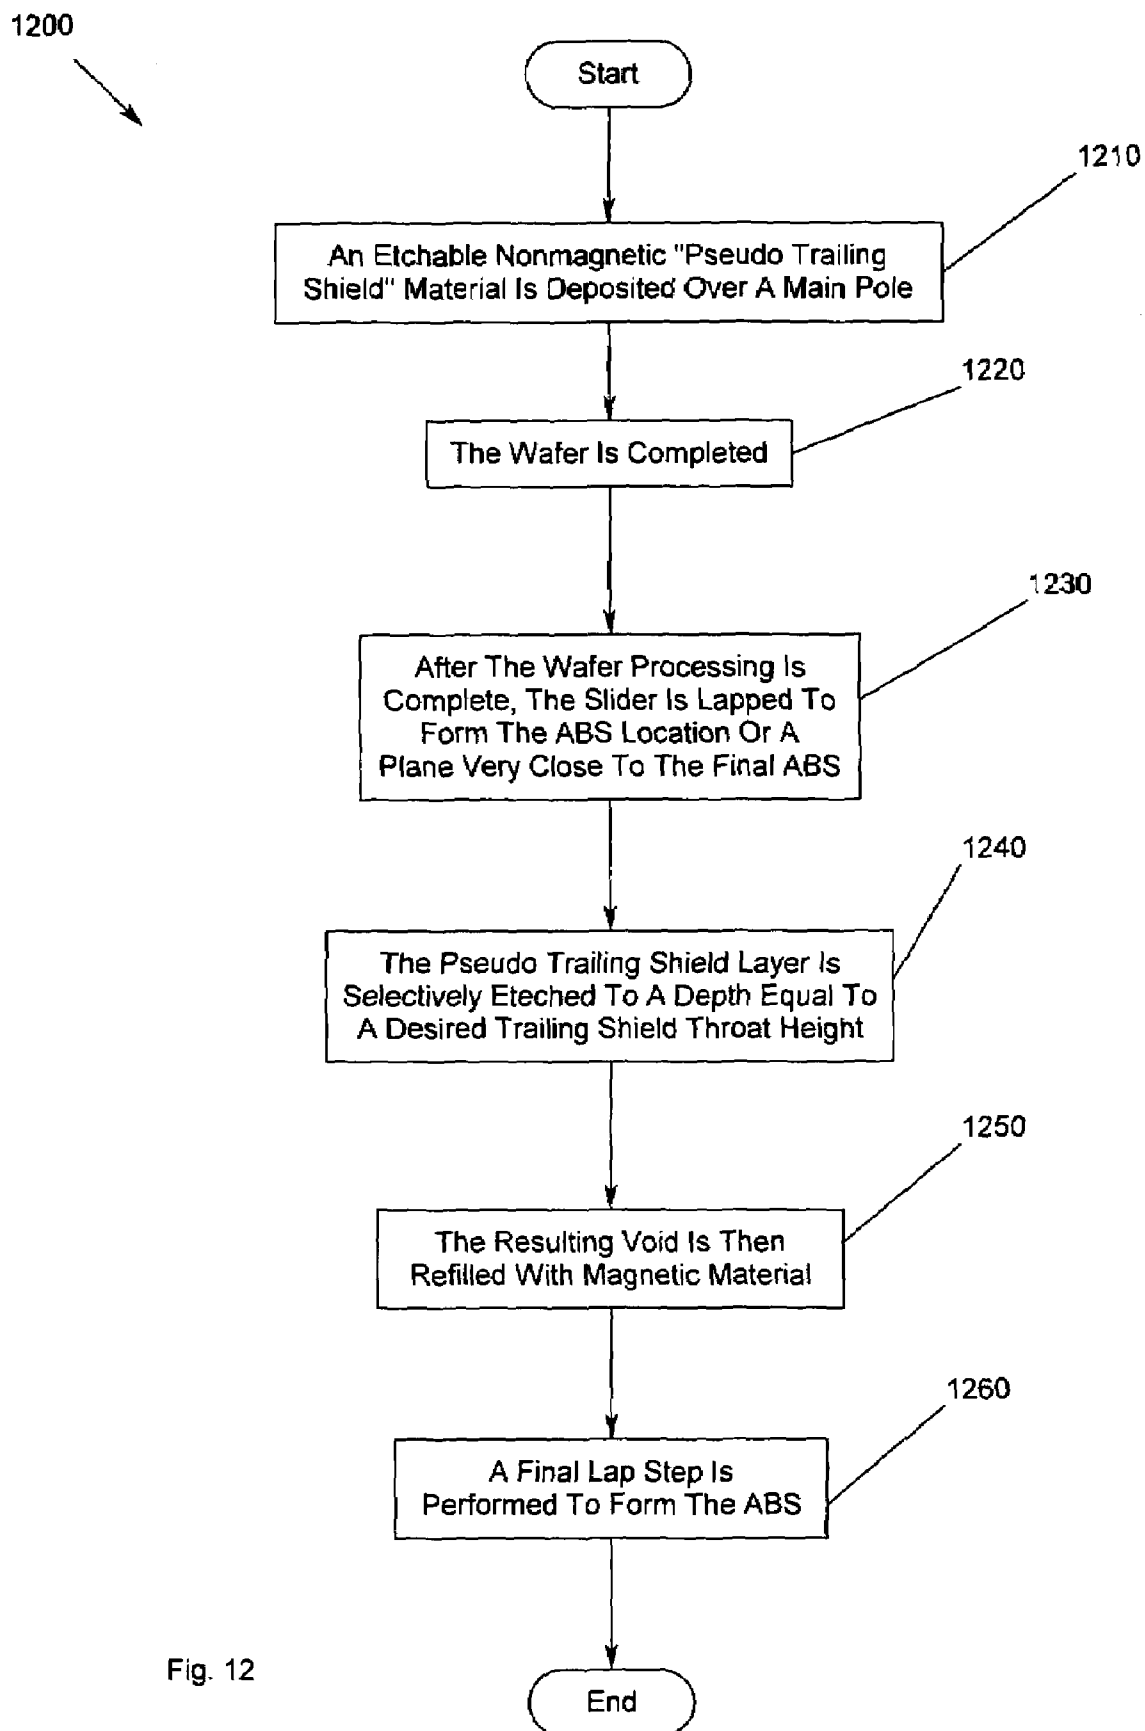 1200
Start
1210
An Etchable Nonmagnetic "Pseudo Trailing
Shield" Material Is Deposited Over A Main Pole
1220
The Wafer Is Completed
1230
After The Wafer Processing Is
Complete, The Slider Is Lapped To
Form The ABS Location Or A
Plane Very Close To The Final ABS
1240
The Pseudo Trailing Shield Layer Is
Selectively Eteched To A Depth Equal To
A Desired Trailing Shield Throat Height
1250
The Resulting Void Is Then
Refilled With Magnetic Material
1260
A Final Lap Step Is
Performed To Form The ABS
Fig. 12
End